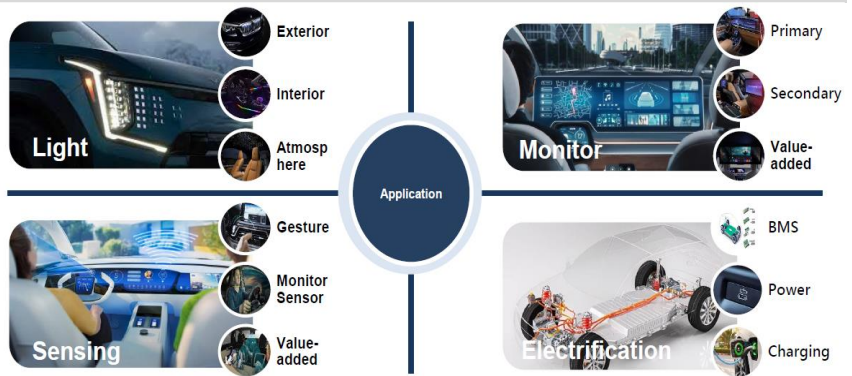 Exterior
Interior
Light
Atmosp
here
Primary
Secondary
Monitor
Value-
added
Application
Gesture
Monitor
Sensor
Sensing
Value-
added
BMS
Power
Electrification
Charging